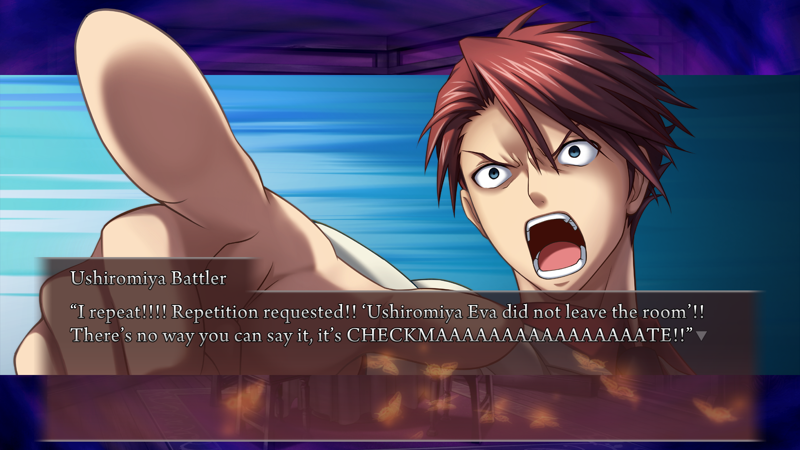 Ushiromiya Battler
“I repeat!!!! Repetition requested!! ‘Ushiromiya Eva did not leave the room’!!
There’s no way you can say it, it’s CHECKMAAAAAAAAAAAAAAAATE!!”